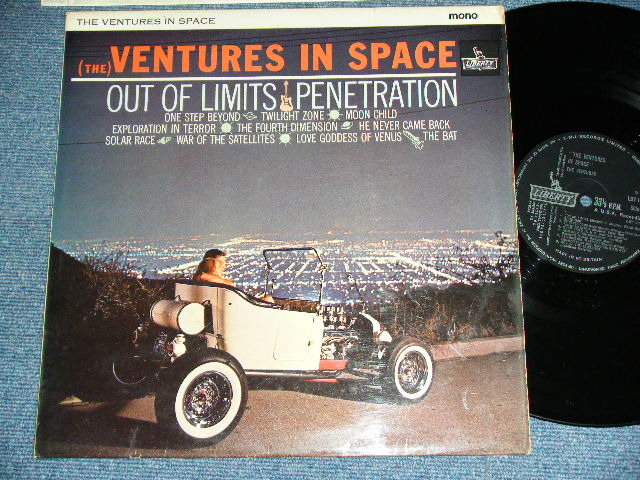 THE VENTURES IN SPACE
mono
(THE) VENTURES IN SPACE
LIBERTY
OUT OF LIMITS PENETRATION
ONE STEP BEYOND TWILIGHT ZONE MOON CHILD
EXPLORATION IN TERROR THE FOURTH DIMENSION HE NEVER CAME BACK
SOLAR RACE WAR OF THE SATELLITES LOVE GODDESS OF VENUS THE BAT
"THE VENTURES
IN SPACE"
THE VENTURES
LIBERTY
33⅓ RPM
MADE IN GT BRITAIN